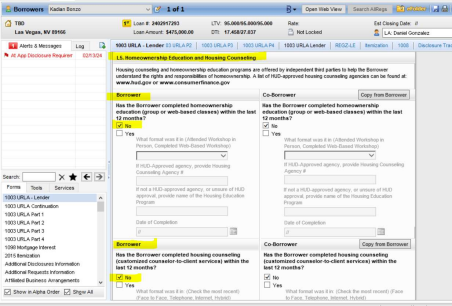 Borrowers Kadian Bonzo 1 of 1 Open Web View Search AllRegs
TBD
Las Vegas, NV 89166
Loan #: 2402917293 LTV: 95.000/95.000/95.000 Rate: Est Closing Date: //
Loan Amount: $475,000.00 DTI: 17.458/27.037 Not Locked LA: Daniel Gonzalez
Alerts & Messages Log
At App Disclosure Requirer 02/13/24
1003 URLA - Lender 03 URLA P2 1003 URLA P3 1003 URLA P4 1003 URLA Lender REGZ-LE Itemization 1008 Disclosure Trac
L5. Homeownership Education and Housing Counseling
Housing counseling and homeownership education programs are offered by independent third parties to help the Borrower
understand the rights and responsibilities of homeownership. A list of HUD-approved housing counseling agencies can be found at
www.hud.gov or www.consumerfinance.gov
Borrower Co-Borrower Copy from Borrower
Has the Borrower completed homeownership
education (group or web-based classes) within the last
12 months?
No
Yes
What format was it in (Attended Workshop in
Person, Completed Web-Based Workshop)
If HUD-Approved agency, provide Housing
Counseling Agency #
If not a HUD approved agency, or unsure of HUD
approval, provide name of the Housing Education
Program
Date of Completion
//
Has the Borrower completed homeownership
education (group or web-based classes) within the last
12 months?
No
Yes
What format was it in (Attended Workshop in
Person, Completed Web-Based Workshop)
If HUD-Approved agency, provide Housing Counseling
Agency #
If not a HUD approved agency, or unsure of HUD
approval, provide name of the Housing Education
Program
Date of Completion
//
Borrower Co-Borrower Copy from Borrower
Has the Borrower completed housing counseling
(customized counselor-to-client services) within the
last 12 months?
No
Yes
What format was it in: (Check the most recent)
(Face to Face, Telephone, Internet, Hybrid)
Has the Borrower completed housing counseling
(customized counselor-to-client services) within the
last 12 months?
No
Yes
What format was it in: (Check the most recent)
(Face to Face, Telephone, Internet, Hybrid)
Search:
Forms Tools Services
1003 URLA - Lender
1003 URLA Continuation
1003 URLA Part 1
1003 URLA Part 2
1003 URLA Part 3
1003 URLA Part 4
1098 Mortgage Interest
2015 Itemization
Additional Disclosures Information
Additional Requests Information
Affiliated Business Arrangements
Show in Alpha Order Show All